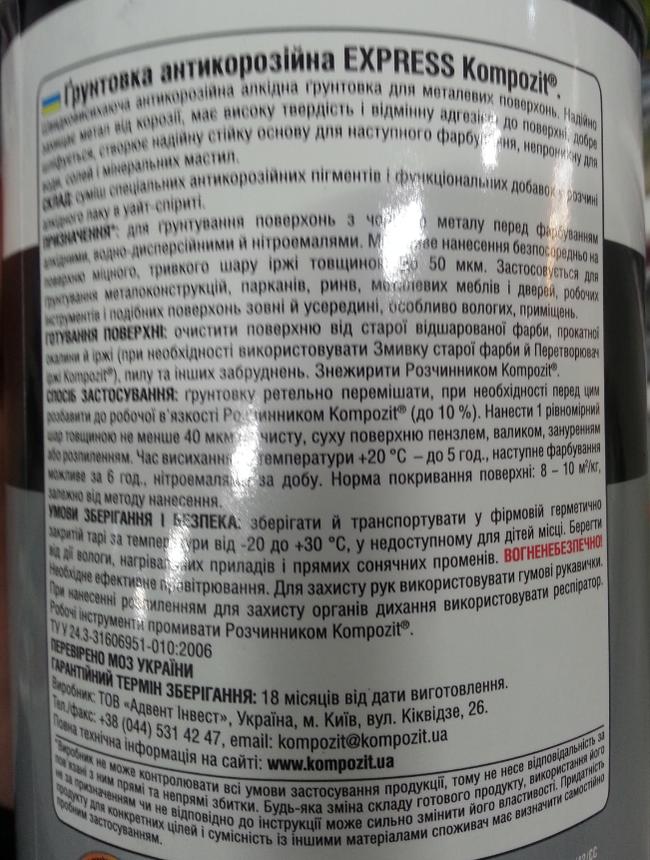 Ґрунтовка антикорозійна EXPRESS Kompozit®.
Швидковисихаюча антикорозійна алкідна ґрунтовка для металевих поверхонь. Надійно
захищає метал від корозії, має високу твердість і відмінну адгезію до поверхні, добре
шліфується, створює надійну стійку основу для наступного фарбування, непроникну для
води, солей і мінеральних мастил.
СКЛАД: суміш спеціальних антикорозійних пігментів і функціональних добавок у розчині
алкідного лаку в уайт-спіриті.
ПРИЗНАЧЕННЯ*: для ґрунтування поверхонь з металу перед фарбуванням
алкідними, водно-дисперсійними й нітроемалями. нанесення безпосередньо на
поверхню міцного, тривкого шару іржі товщиною до 50 мкм. Застосовується для
ґрунтування металоконструкцій, парканів, ринв, металевих меблів і дверей, робочих
інструментів і подібних поверхонь зовні й усередині, особливо вологих, приміщень.
ГОТУВАННЯ ПОВЕРХНІ: очистити поверхню від старої відшарованої фарби, прокатної
окалини й іржі (при необхідності використовувати Змивку старої фарби й Перетворювач
іржі Kompozit®), пилу та інших забруднень. Знежирити Розчинником Kompozit®.
СПОСІБ ЗАСТОСУВАННЯ: ґрунтовку ретельно перемішати, при необхідності перед цим
розбавити до робочої в'язкості Розчинником Kompozit® (до 10 %). Нанести 1 рівномірний
шар товщиною не менше 40 мкм чисту, суху поверхню пензлем, валиком, зануренням
або розпиленням. Час висихання температури +20 °С – до 5 год., наступне фарбування
можливе за 6 год., нітроемалями за добу. Норма покривання поверхні: 8 – 10 м²/кг,
залежно від методу нанесення.
УМОВИ ЗБЕРІГАННЯ І БЕЗПЕКА: зберігати й транспортувати у фірмовій герметично
закритій тарі за температури від -20 до +30 °С, у недоступному для дітей місці. Берегти
від дії вологи, нагрівальних приладів і прямих сонячних променів. ВОГНЕНЕБЕЗПЕЧНО!
Необхідне ефективне провітрювання. Для захисту рук використовувати гумові рукавички.
При нанесенні розпиленням для захисту органів дихання використовувати респіратор.
Робочі інструменти промивати Розчинником Kompozit®.
ТУ У 24.3-31606951-010:2006
ПЕРЕВІРЕНО МОЗ УКРАЇНИ
ГАРАНТІЙНИЙ ТЕРМІН ЗБЕРІГАННЯ: 18 місяців від дати виготовлення.
Виробник: ТОВ «Адвент Інвест», Україна, м. Київ, вул. Кіквідзе, 26.
Тел./факс: +38 (044) 531 42 47, email: kompozit@kompozit.ua
Повна технічна інформація на сайті: www.kompozit.ua
*Виробник не може контролювати всі умови застосування продукції, тому не несе відповідальність за
пов'язані з ним прямі та непрямі збитки. Будь-яка зміна складу готового продукту, використання його
не за призначенням чи не відповідно до інструкції може сильно змінити його властивості. Придатність
продукту для конкретних цілей і сумісність із іншими матеріалами споживач має визначити самостійно
пробним застосуванням.